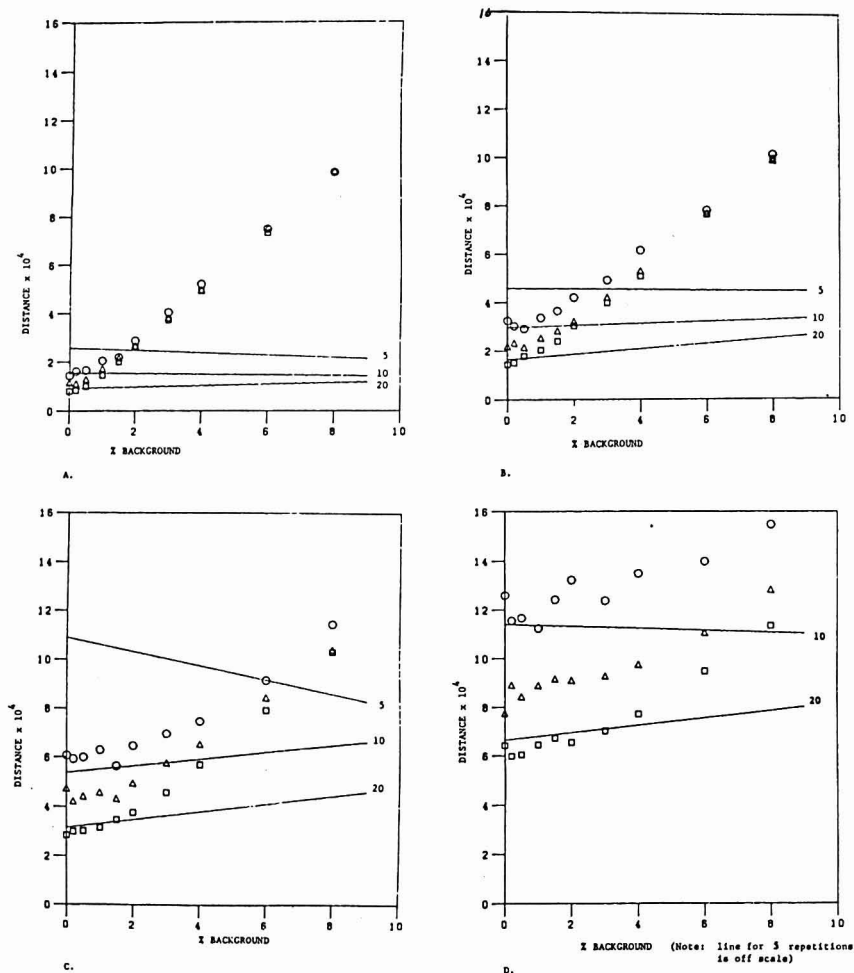 16
14
12
10
8
6
4
2
0
DISTANCE x 10⁴
5
10
20
0 2 4 6 8 10
% BACKGROUND
A.
16
14
12
10
8
6
4
2
0
DISTANCE x 10⁴
5
10
20
0 2 4 6 8 10
% BACKGROUND
B.
16
14
12
10
8
6
4
2
0
DISTANCE x 10⁴
5
10
20
0 2 4 6 8 10
% BACKGROUND
C.
16
14
12
10
8
6
4
2
0
DISTANCE x 10⁴
10
20
0 2 4 6 8 10
% BACKGROUND (Note: line for 5 repetitions
is off scale)
D.